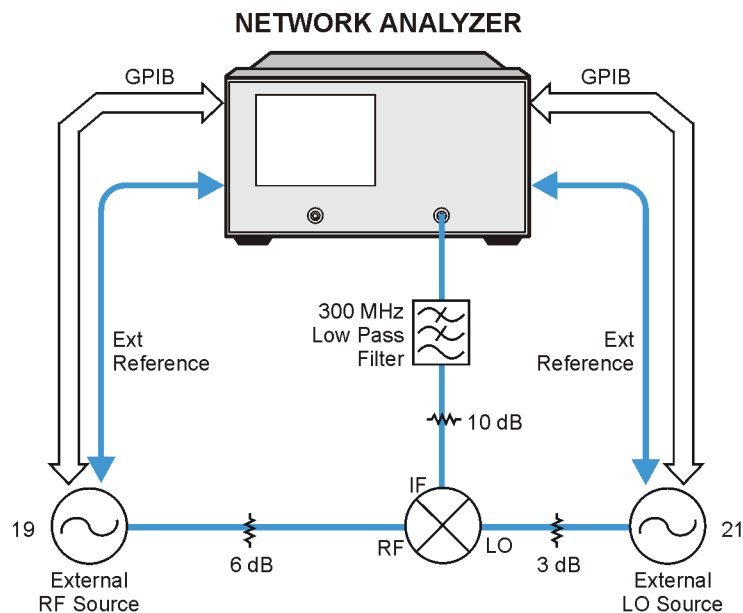 NETWORK ANALYZER
GPIB
GPIB
300 MHz
Low Pass
Filter
Ext
Reference
Ext
Reference
10 dB
IF
RF
LO
19
21
6 dB
3 dB
External
RF Source
External
LO Source